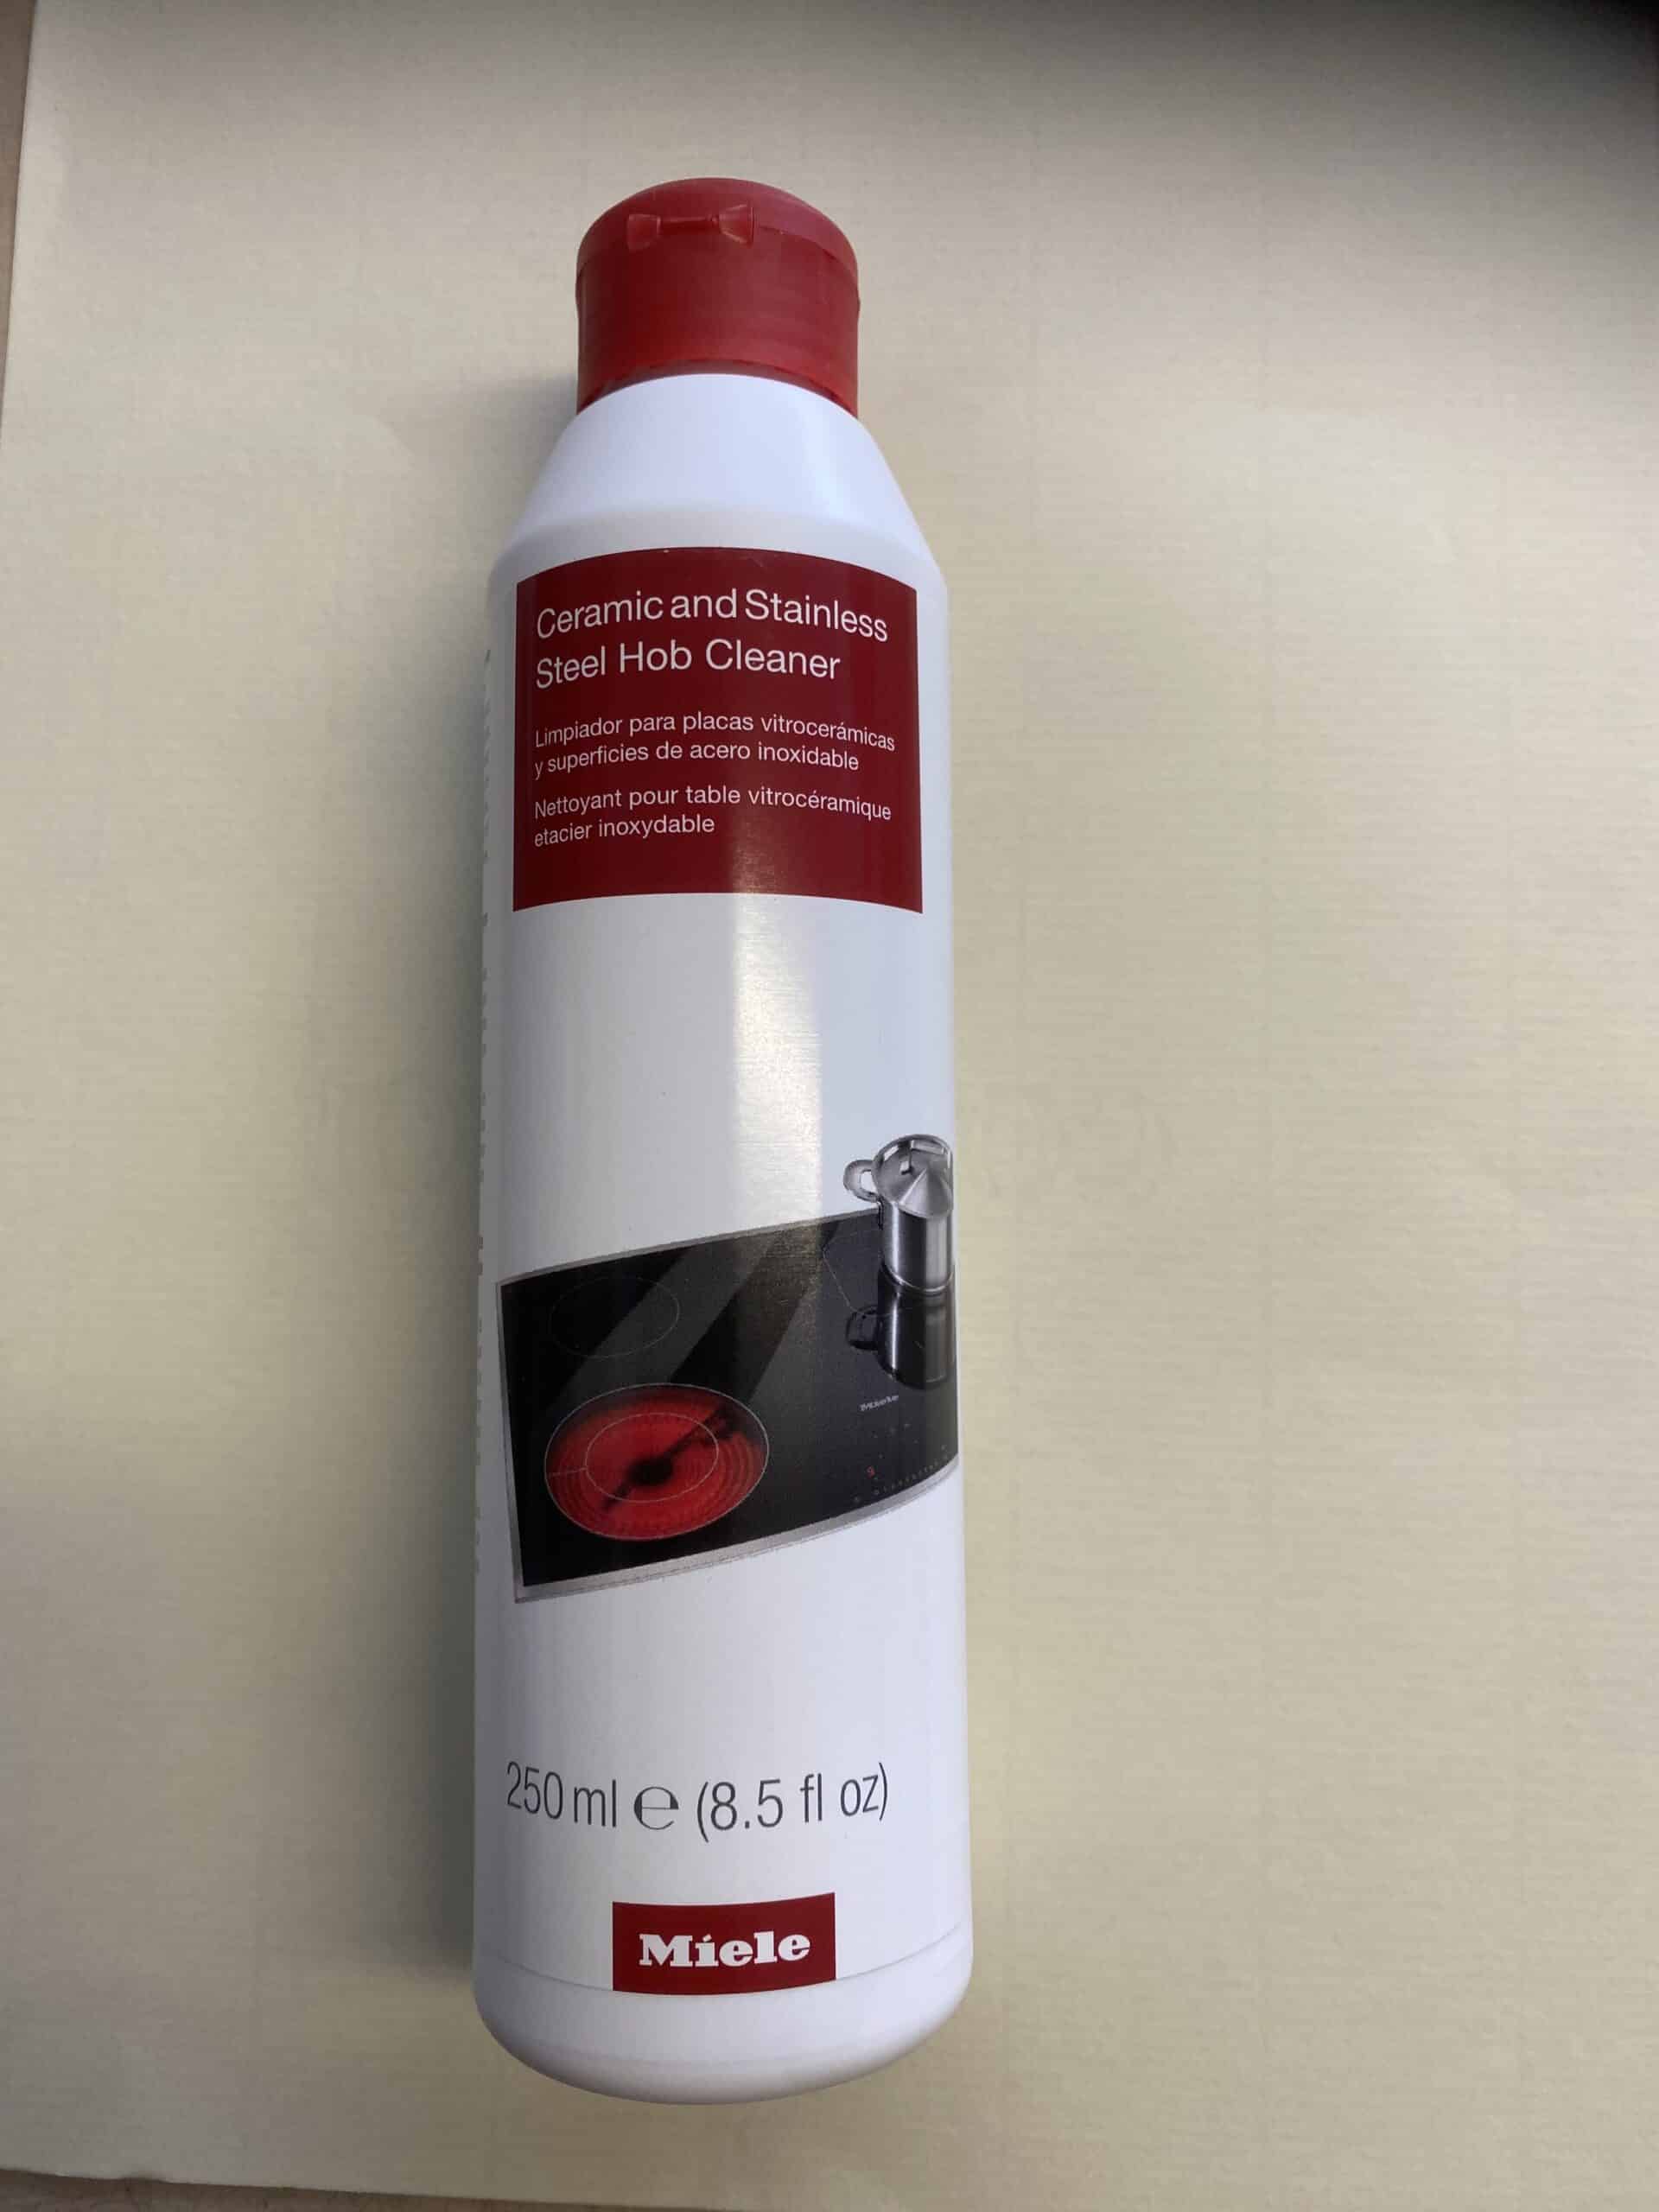 Ceramic and Stainless
Steel Hob Cleaner
Limpiador para placas vitrocerámicas
y superficies de acero inoxidable
Nettoyant pour table vitrocéramique
etacier inoxydable
250 ml ℮ (8.5 fl oz)
Miele